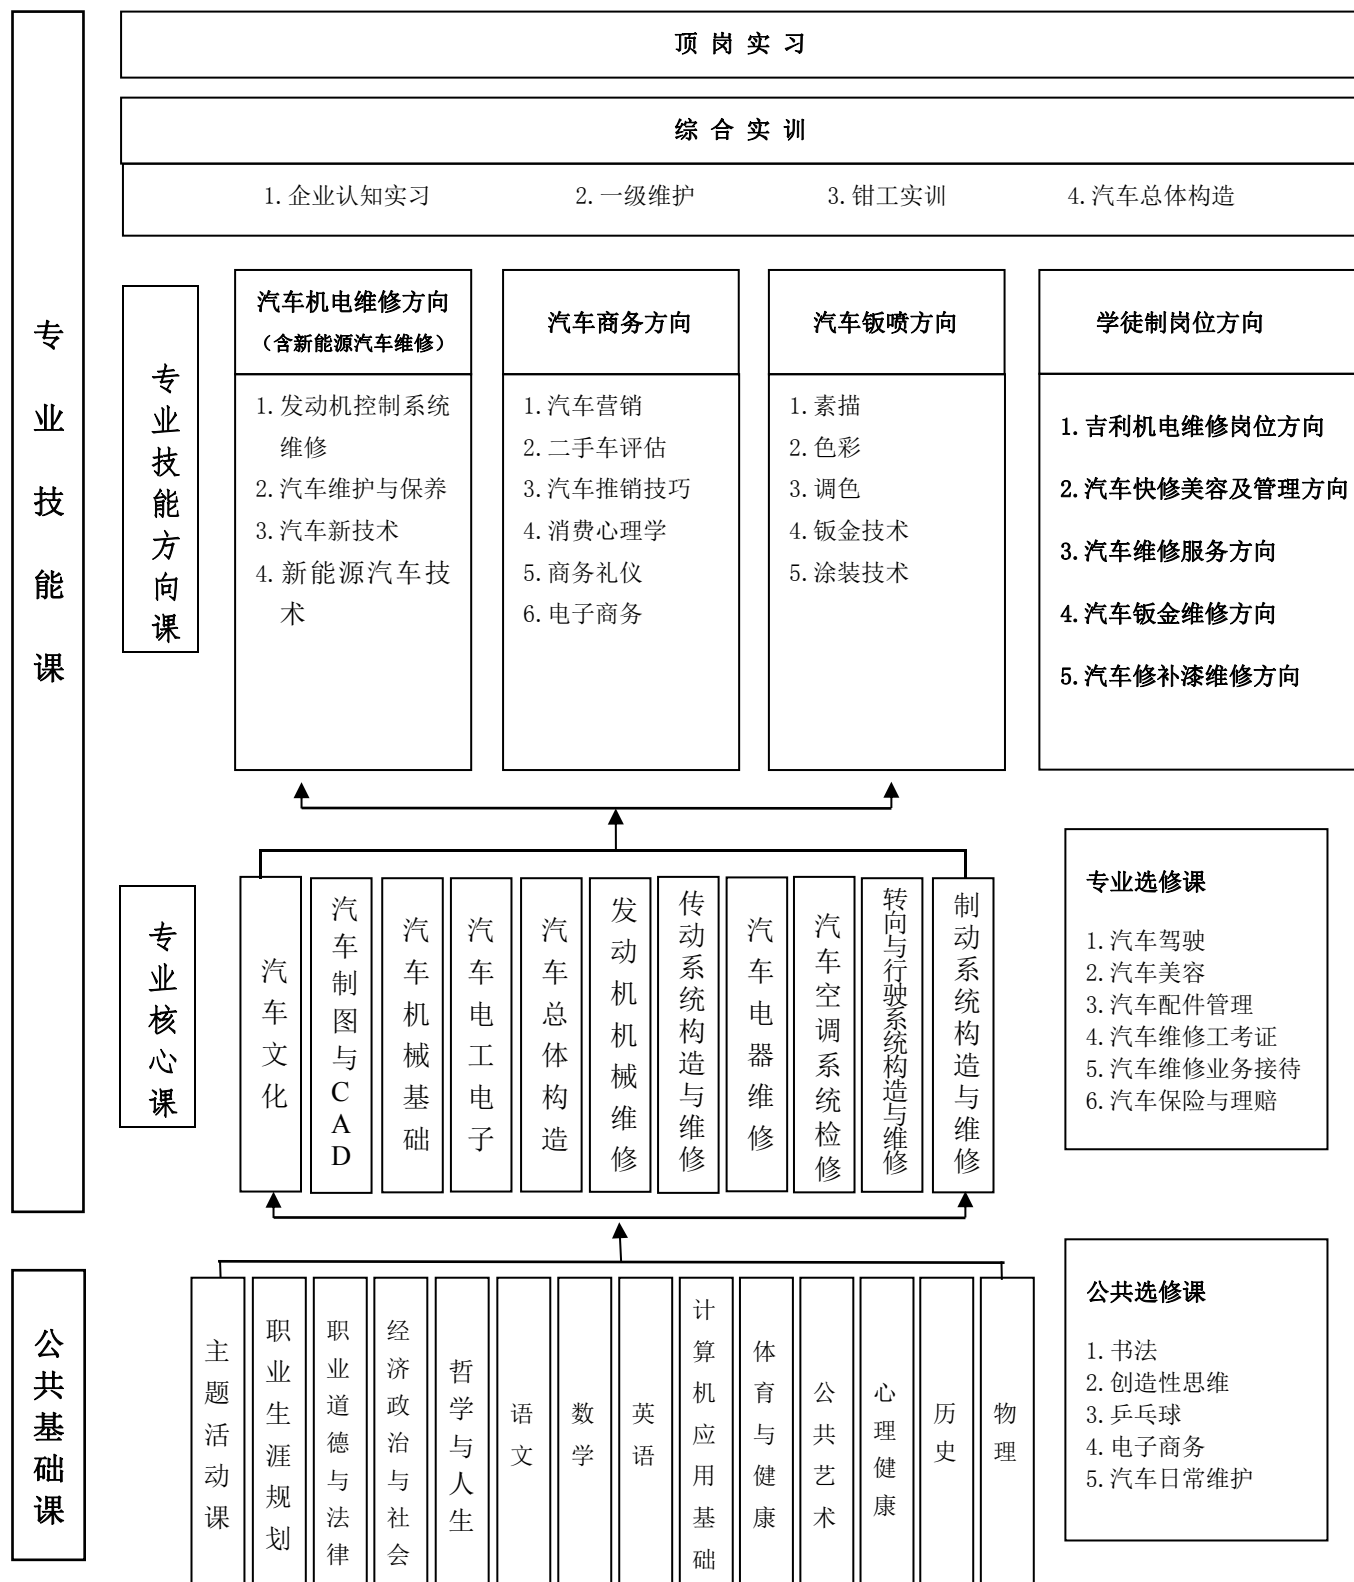 顶岗实习
综合实训
1.企业认知实习 2.一级维护 3.钳工实训 4.汽车总体构造
专业技能课
专业技能方向课
汽车机电维修方向
（含新能源汽车维修）
1.发动机控制系统
维修
2.汽车维护与保养
3.汽车新技术
4.新能源汽车技
术
汽车商务方向
1.汽车营销
2.二手车评估
3.汽车推销技巧
4.消费心理学
5.商务礼仪
6.电子商务
汽车钣喷方向
1.素描
2.色彩
3.调色
4.钣金技术
5.涂装技术
学徒制岗位方向
1.吉利机电维修岗位方向
2.汽车快修美容及管理方向
3.汽车维修服务方向
4.汽车钣金维修方向
5.汽车修补漆维修方向
专业核心课
汽车文化
汽车制图与CAD
汽车机械基础
汽车电工电子
汽车总体构造
发动机机械维修
传动系统构造与维修
汽车电器维修
汽车空调系统检修
转向与行驶系统构造与维修
制动系统构造与维修
专业选修课
1.汽车驾驶
2.汽车美容
3.汽车配件管理
4.汽车维修工考证
5.汽车维修业务接待
6.汽车保险与理赔
公共基础课
主题活动课
职业生涯规划
职业道德与法律
经济政治与社会
哲学与人生
语文
数学
英语
计算机应用基础
体育与健康
公共艺术
心理健康
历史
物理
公共选修课
1.书法
2.创造性思维
3.乒乓球
4.电子商务
5.汽车日常维护